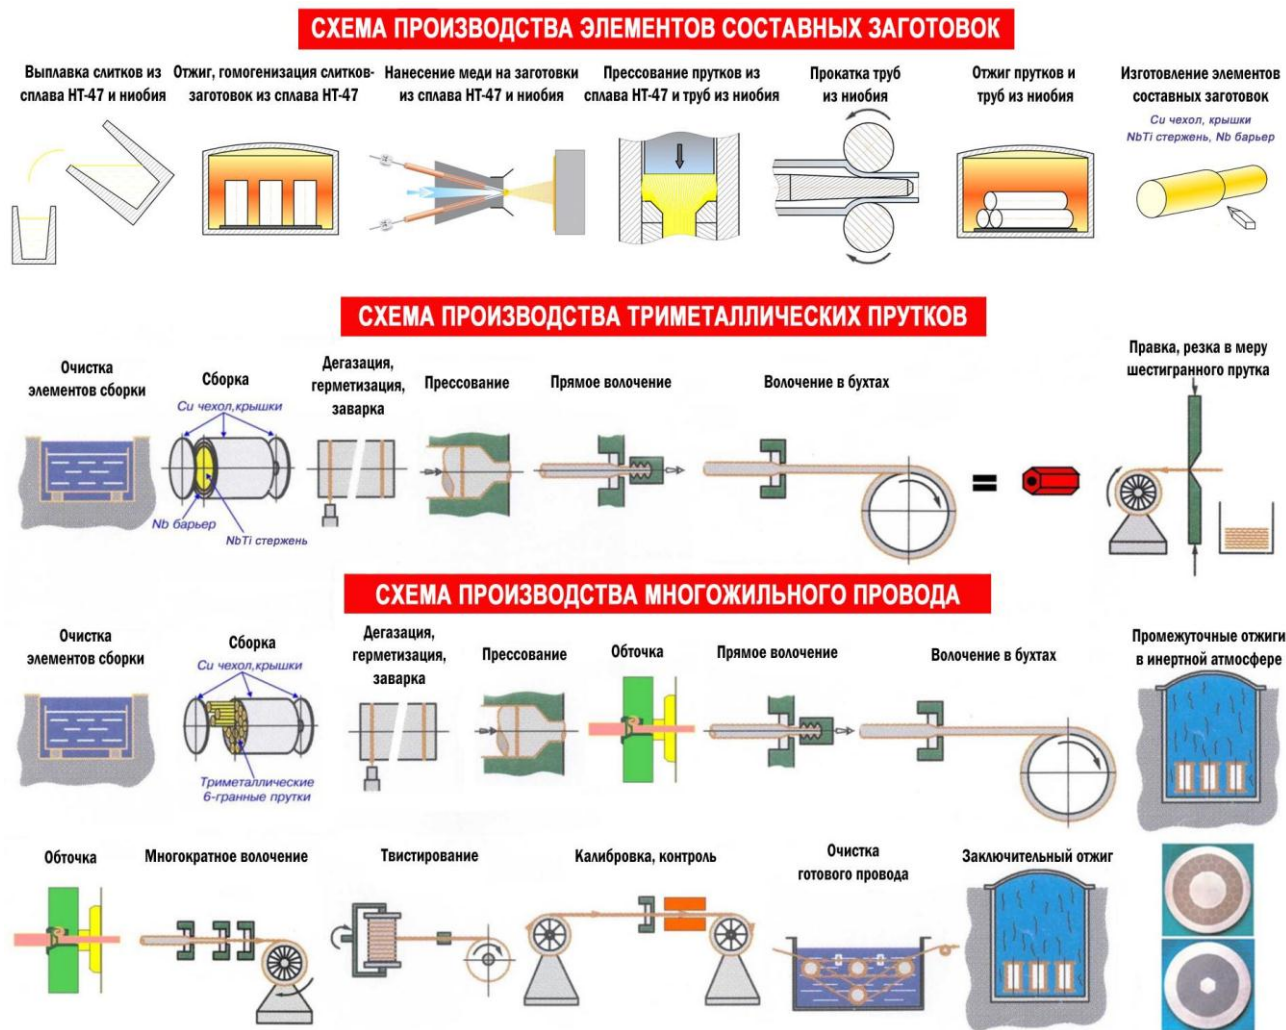 СХЕМА ПРОИЗВОДСТВА ЭЛЕМЕНТОВ СОСТАВНЫХ ЗАГОТОВОК
Выплавка слитков из
сплава НТ-47 и ниобия
Отжиг, гомогенизация слитков-
заготовок из сплава НТ-47
Нанесение меди на заготовки
из сплава НТ-47 и ниобия
Прессование прутков из
сплава НТ-47 и труб из ниобия
Прокатка труб
из ниобия
Отжиг прутков и
труб из ниобия
Изготовление элементов
составных заготовок
Cu чехол, крышки
NbTi стержень, Nb барьер
СХЕМА ПРОИЗВОДСТВА ТРИМЕТАЛЛИЧЕСКИХ ПРУТКОВ
Очистка
элементов сборки
Сборка
Cu чехол,крышки
Nb барьер
NbTi стержень
Дегазация,
герметизация,
заварка
Прессование
Прямое волочение
Волочение в бухтах
=
Правка, резка в меру
шестигранного прутка
СХЕМА ПРОИЗВОДСТВА МНОГОЖИЛЬНОГО ПРОВОДА
Очистка
элементов сборки
Сборка
Cu чехол,крышки
Триметаллические
6-гранные прутки
Дегазация,
герметизация,
заварка
Прессование
Обточка
Прямое волочение
Волочение в бухтах
Промежуточные отжиги
в инертной атмосфере
Обточка
Многократное волочение
Твистирование
Калибровка, контроль
Очистка
готового провода
Заключительный отжиг